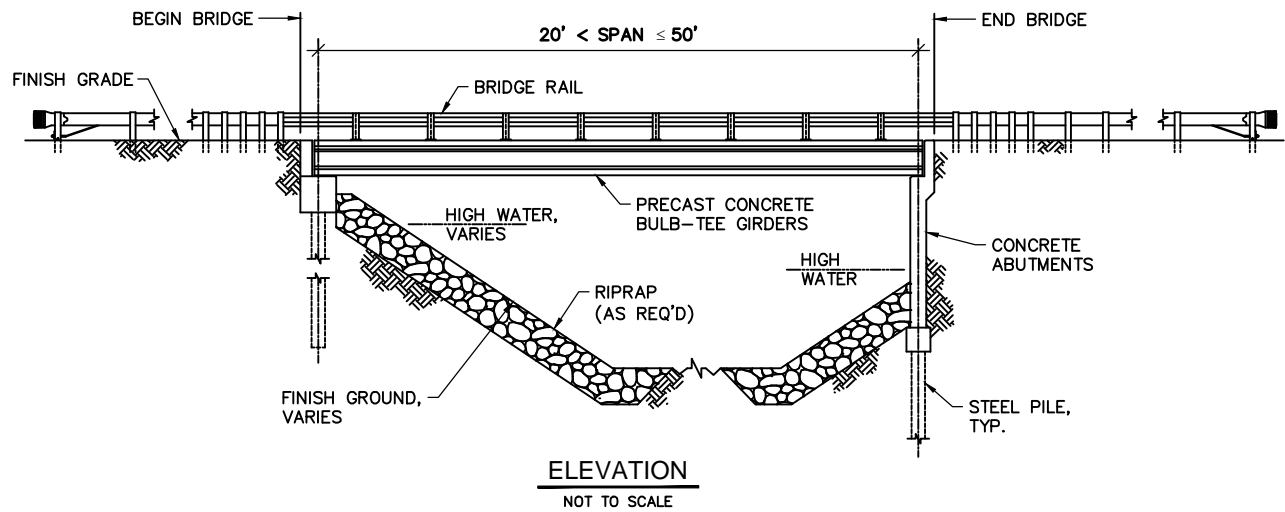 BEGIN BRIDGE
END BRIDGE
20' < SPAN ≤ 50'
FINISH GRADE
BRIDGE RAIL
PRECAST CONCRETE
BULB-TEE GIRDERS
HIGH WATER,
VARIES
HIGH
WATER
CONCRETE
ABUTMENTS
RIPRAP
(AS REQ'D)
FINISH GROUND,
VARIES
STEEL PILE,
TYP.
ELEVATION
NOT TO SCALE